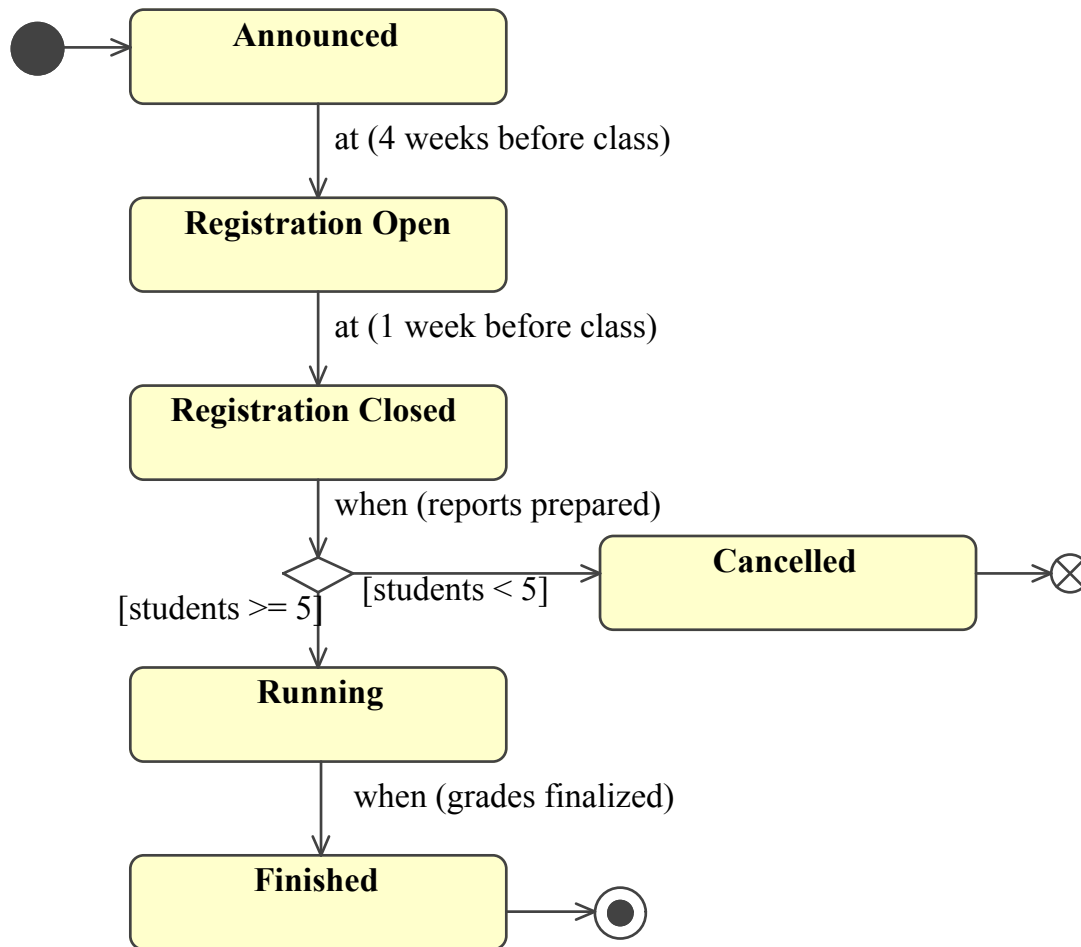 Announced
at (4 weeks before class)
Registration Open
at (1 week before class)
Registration Closed
when (reports prepared)
Cancelled
[students < 5]
[students >= 5]
Running
when (grades finalized)
Finished